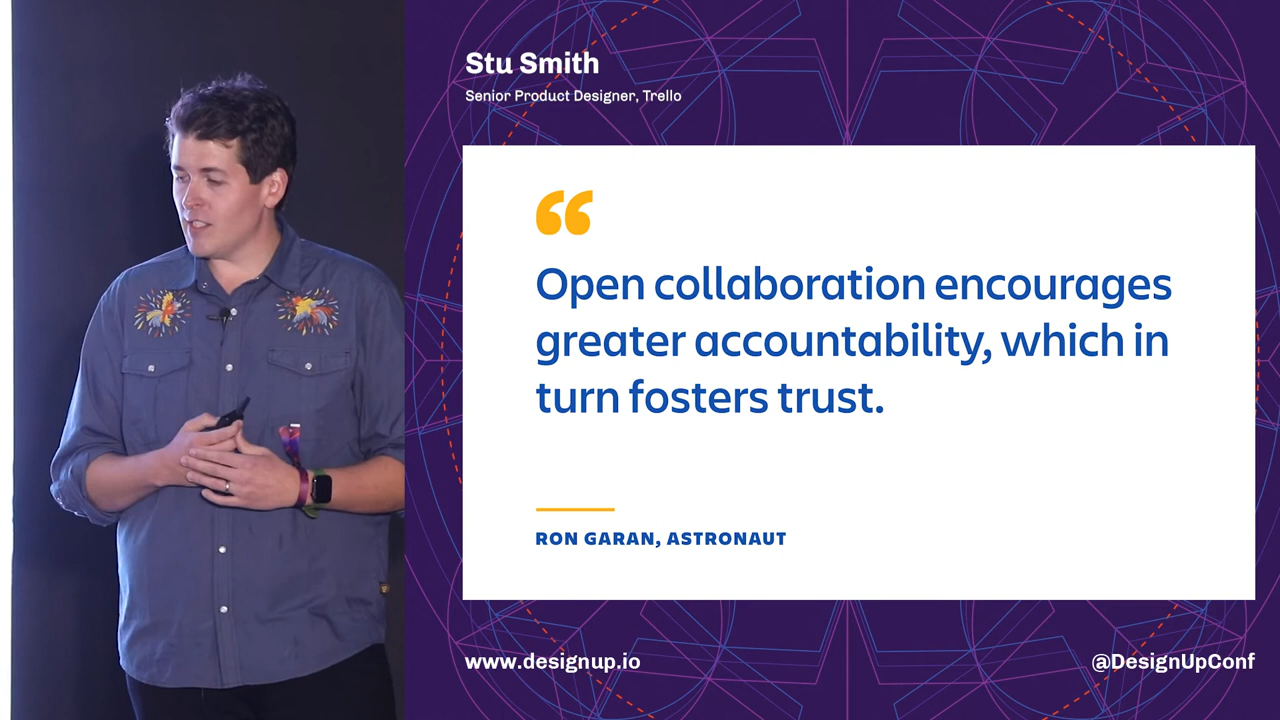 Stu Smith
Senior Product Designer, Trello
“
Open collaboration encourages
greater accountability, which in
turn fosters trust.
RON GARAN, ASTRONAUT
www.designup.io
@DesignUpConf